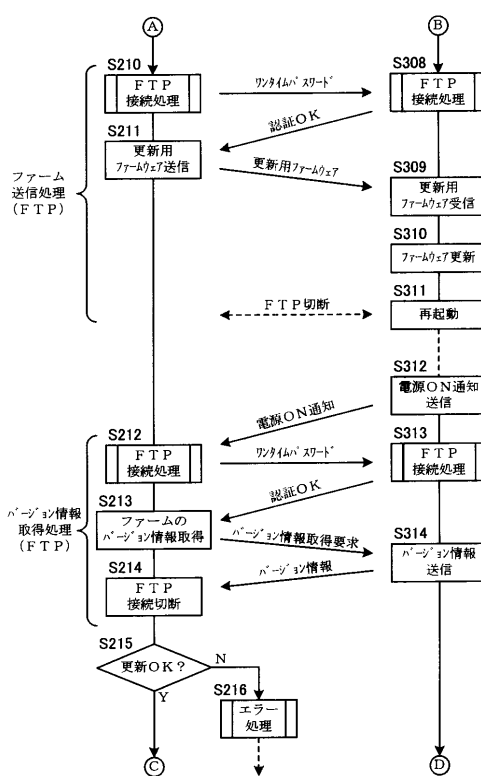 A
B
S210
FTP
接続処理
ワンタイムパスワード
S308
FTP
接続処理
認証OK
S211
更新用
ファームウェア送信
更新用ファームウェア
S309
更新用
ファームウェア受信
ファーム
送信処理
(FTP)
S310
ファームウェア更新
S311
再起動
FTP切断
S312
電源ON通知
送信
電源ON通知
S212
FTP
接続処理
ワンタイムパスワード
S313
FTP
接続処理
認証OK
S213
ファームの
バージョン情報取得
バージョン情報取得要求
S314
バージョン情報
送信
バージョン情報
取得処理
(FTP)
バージョン情報
S214
FTP
接続切断
S215
更新OK?
N
Y
S216
エラー
処理
C
D